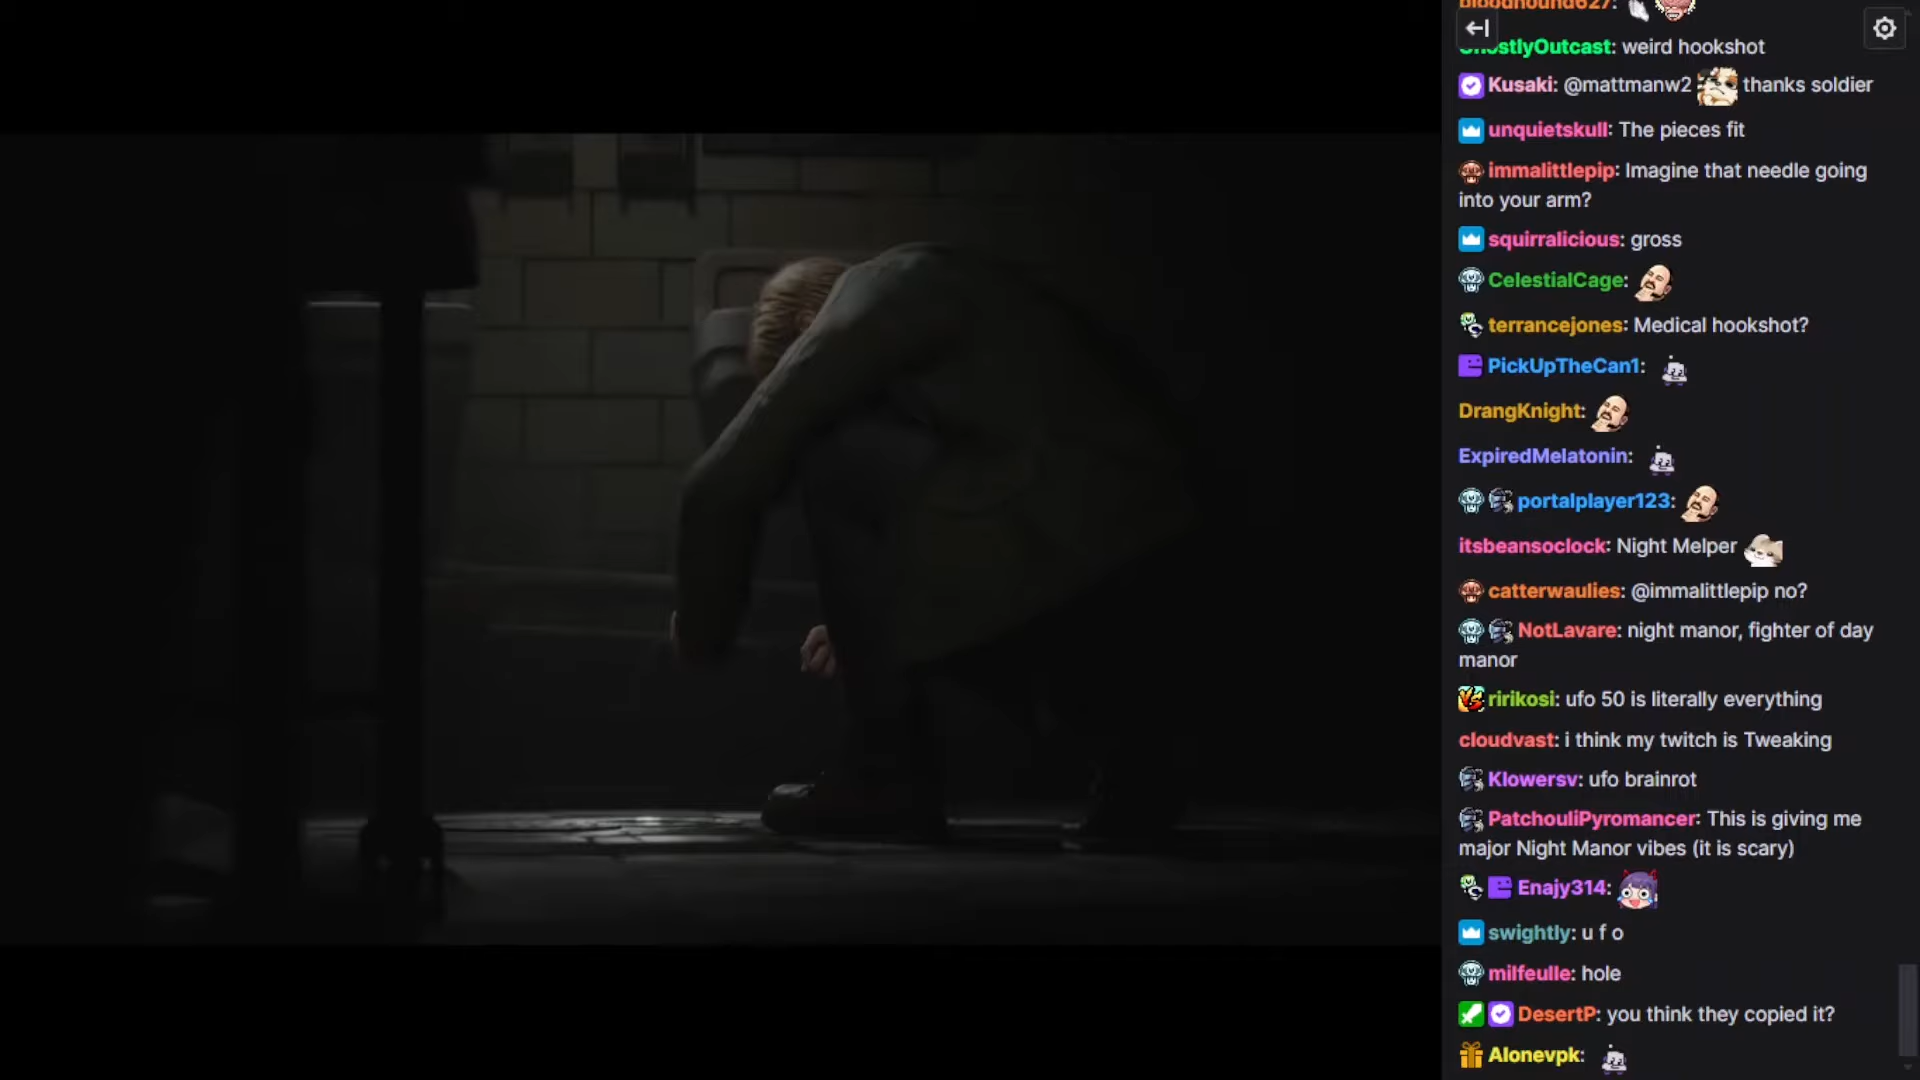 bloodhound627:
GhostlyOutcast: weird hookshot
Kusaki: @mattmanw2 thanks soldier
unquietskull: The pieces fit
immalittlepip: Imagine that needle going
into your arm?
squirralicious: gross
CelestialCage:
terrancejones: Medical hookshot?
PickUpTheCan1:
DrangKnight:
ExpiredMelatonin:
portalplayer123:
itsbeansoclock: Night Melper
catterwaulies: @immalittlepip no?
NotLavare: night manor, fighter of day
manor
ririkosi: ufo 50 is literally everything
cloudvast: i think my twitch is Tweaking
Klowersv: ufo brainrot
PatchouliPyromancer: This is giving me
major Night Manor vibes (it is scary)
Enajy314:
swightly: u f o
milfeulle: hole
DesertP: you think they copied it?
Alonevpk: